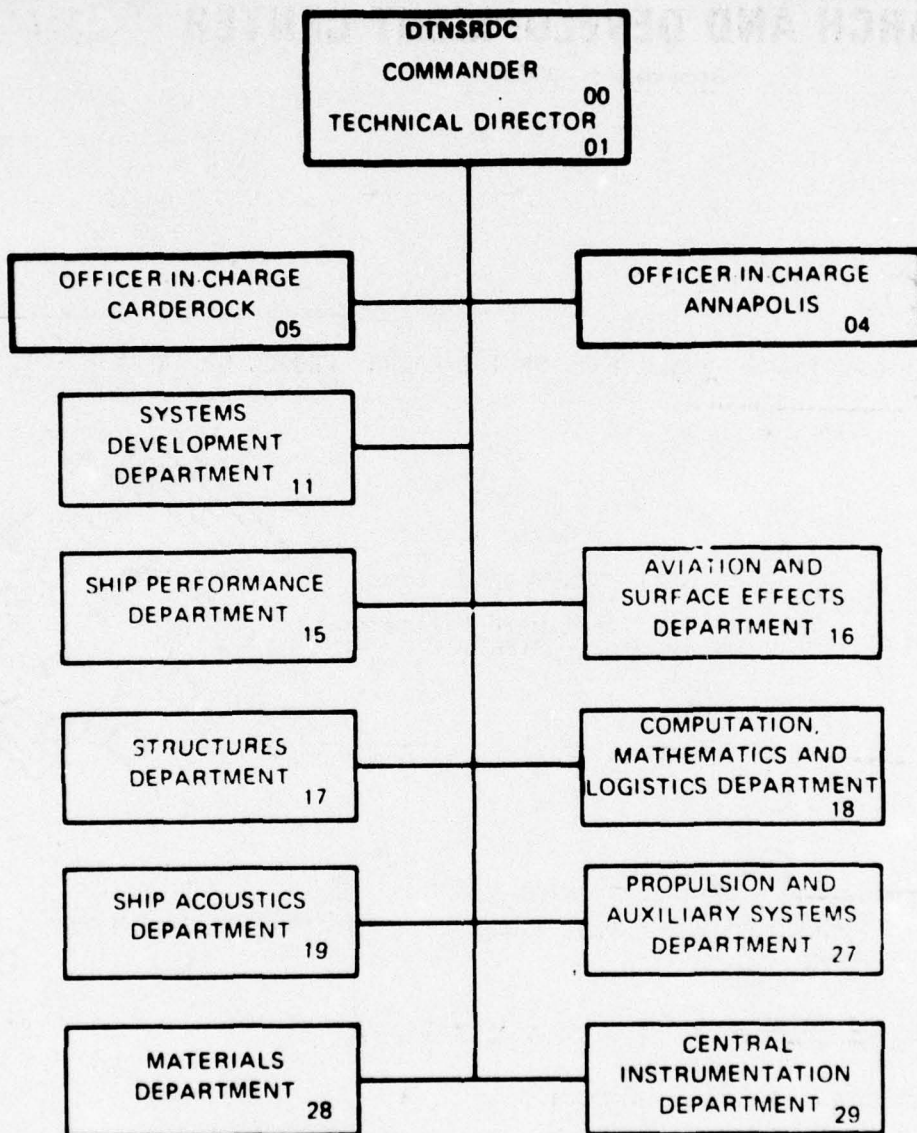 DTNSRDC
COMMANDER
00
TECHNICAL DIRECTOR
01
OFFICER-IN-CHARGE
CARDEROCK
05
OFFICER-IN-CHARGE
ANNAPOLIS
04
SYSTEMS
DEVELOPMENT
DEPARTMENT
11
SHIP PERFORMANCE
DEPARTMENT
15
AVIATION AND
SURFACE EFFECTS
DEPARTMENT
16
STRUCTURES
DEPARTMENT
17
COMPUTATION,
MATHEMATICS AND
LOGISTICS DEPARTMENT
18
SHIP ACOUSTICS
DEPARTMENT
19
PROPULSION AND
AUXILIARY SYSTEMS
DEPARTMENT
27
MATERIALS
DEPARTMENT
28
CENTRAL
INSTRUMENTATION
DEPARTMENT
29